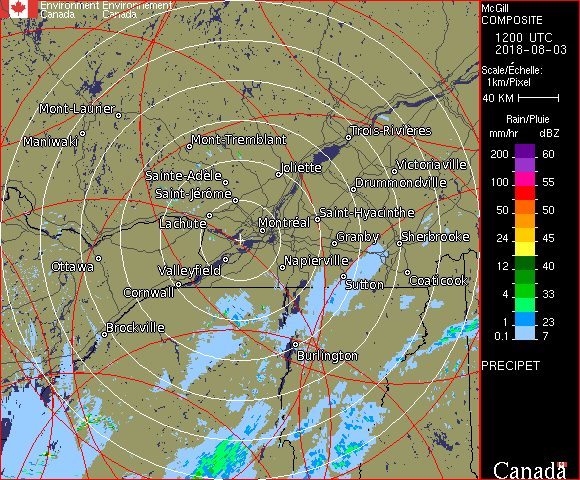 Environment Environnement
Canada Canada
Mont-Laurier
Maniwaki
Mont-Tremblant
Trois-Rivières
Sainte-Adèle
Joliette
Victoriaville
Saint-Jérôme
Drummondville
Lachute
Montréal
Saint-Hyacinthe
Granby
Sherbrooke
Ottawa
Valleyfield
Napierville
Cornwall
Sutton
Coaticook
Brockville
Burlington
McGill
COMPOSITE
1200 UTC
2018-08-03
Scale/Échelle:
1km/Pixel
40 KM
Rain/Pluie
mm/hr dBZ
200 60
150 55
100 55
50 50
24 45
12 40
4 33
1 23
0.1 7
PRECIPET
Canada